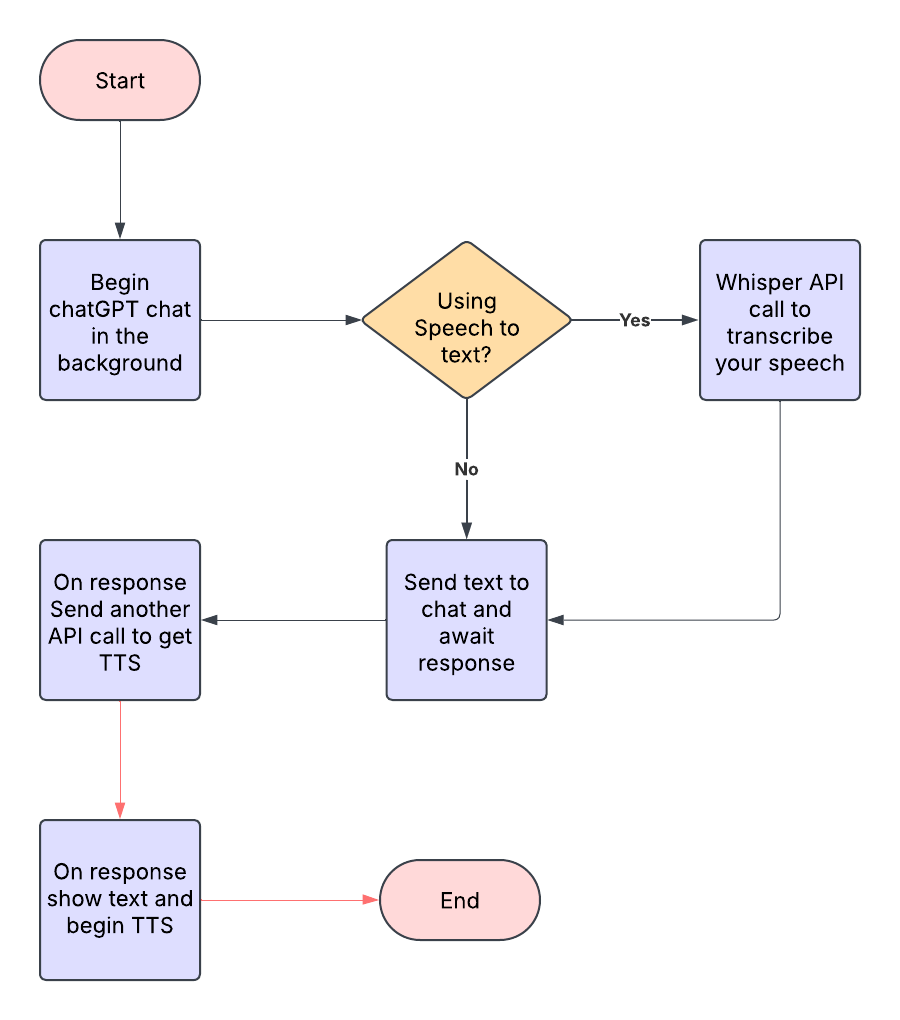 Start
Begin
chatGPT chat
in the
background
Using
Speech to
text?
Yes
Whisper API
call to
transcribe
your speech
No
On response
Send another
API call to get
TTS
Send text to
chat and
await
response
On response
show text and
begin TTS
End